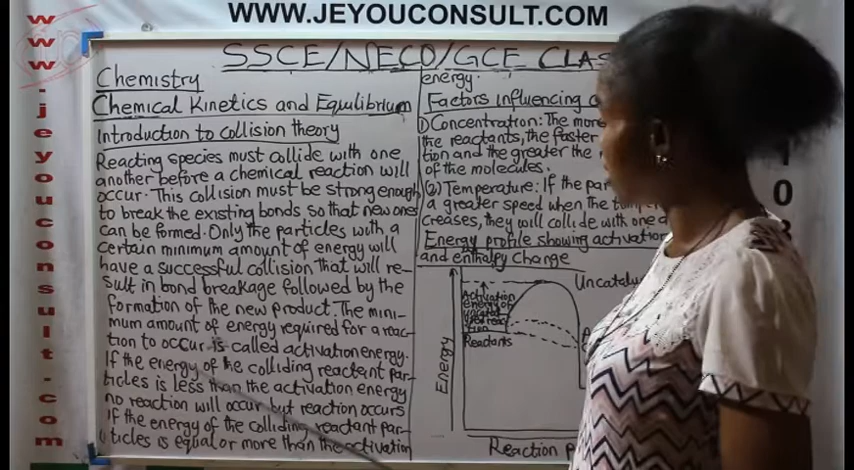 WWW.JEYOUCONSULT.COM
www.jeyouconsult.com
SSCE/NECO/GCE CLAS
Chemistry
Chemical Kinetics and Equilibrium
Introduction to collision theory
Reacting species must collide with one
another before a chemical reaction will
occur. This collision must be strong enough
to break the existing bonds so that new ones
can be formed. Only the particles with a
certain minimum amount of energy will
have a successful collision that will re-
sult in bond breakage followed by the
formation of the new product. The mini-
mum amount of energy required for a reac-
tion to occur is called activation energy.
If the energy of the colliding reactant par-
ticles is less than the activation energy
no reaction will occur but reaction occurs
if the energy of the colliding reactant par-
ticles is equal or more than the activation
energy.
Factors influencing
① Concentration: The more
the reactants, the faster
tion and the greater the
of the molecules.
② Temperature: If the par
a greater speed when the
creases, they will collide with one
Energy profile showing activation
and enthalpy change
Activation
energy
Reactants
Energy
Reaction